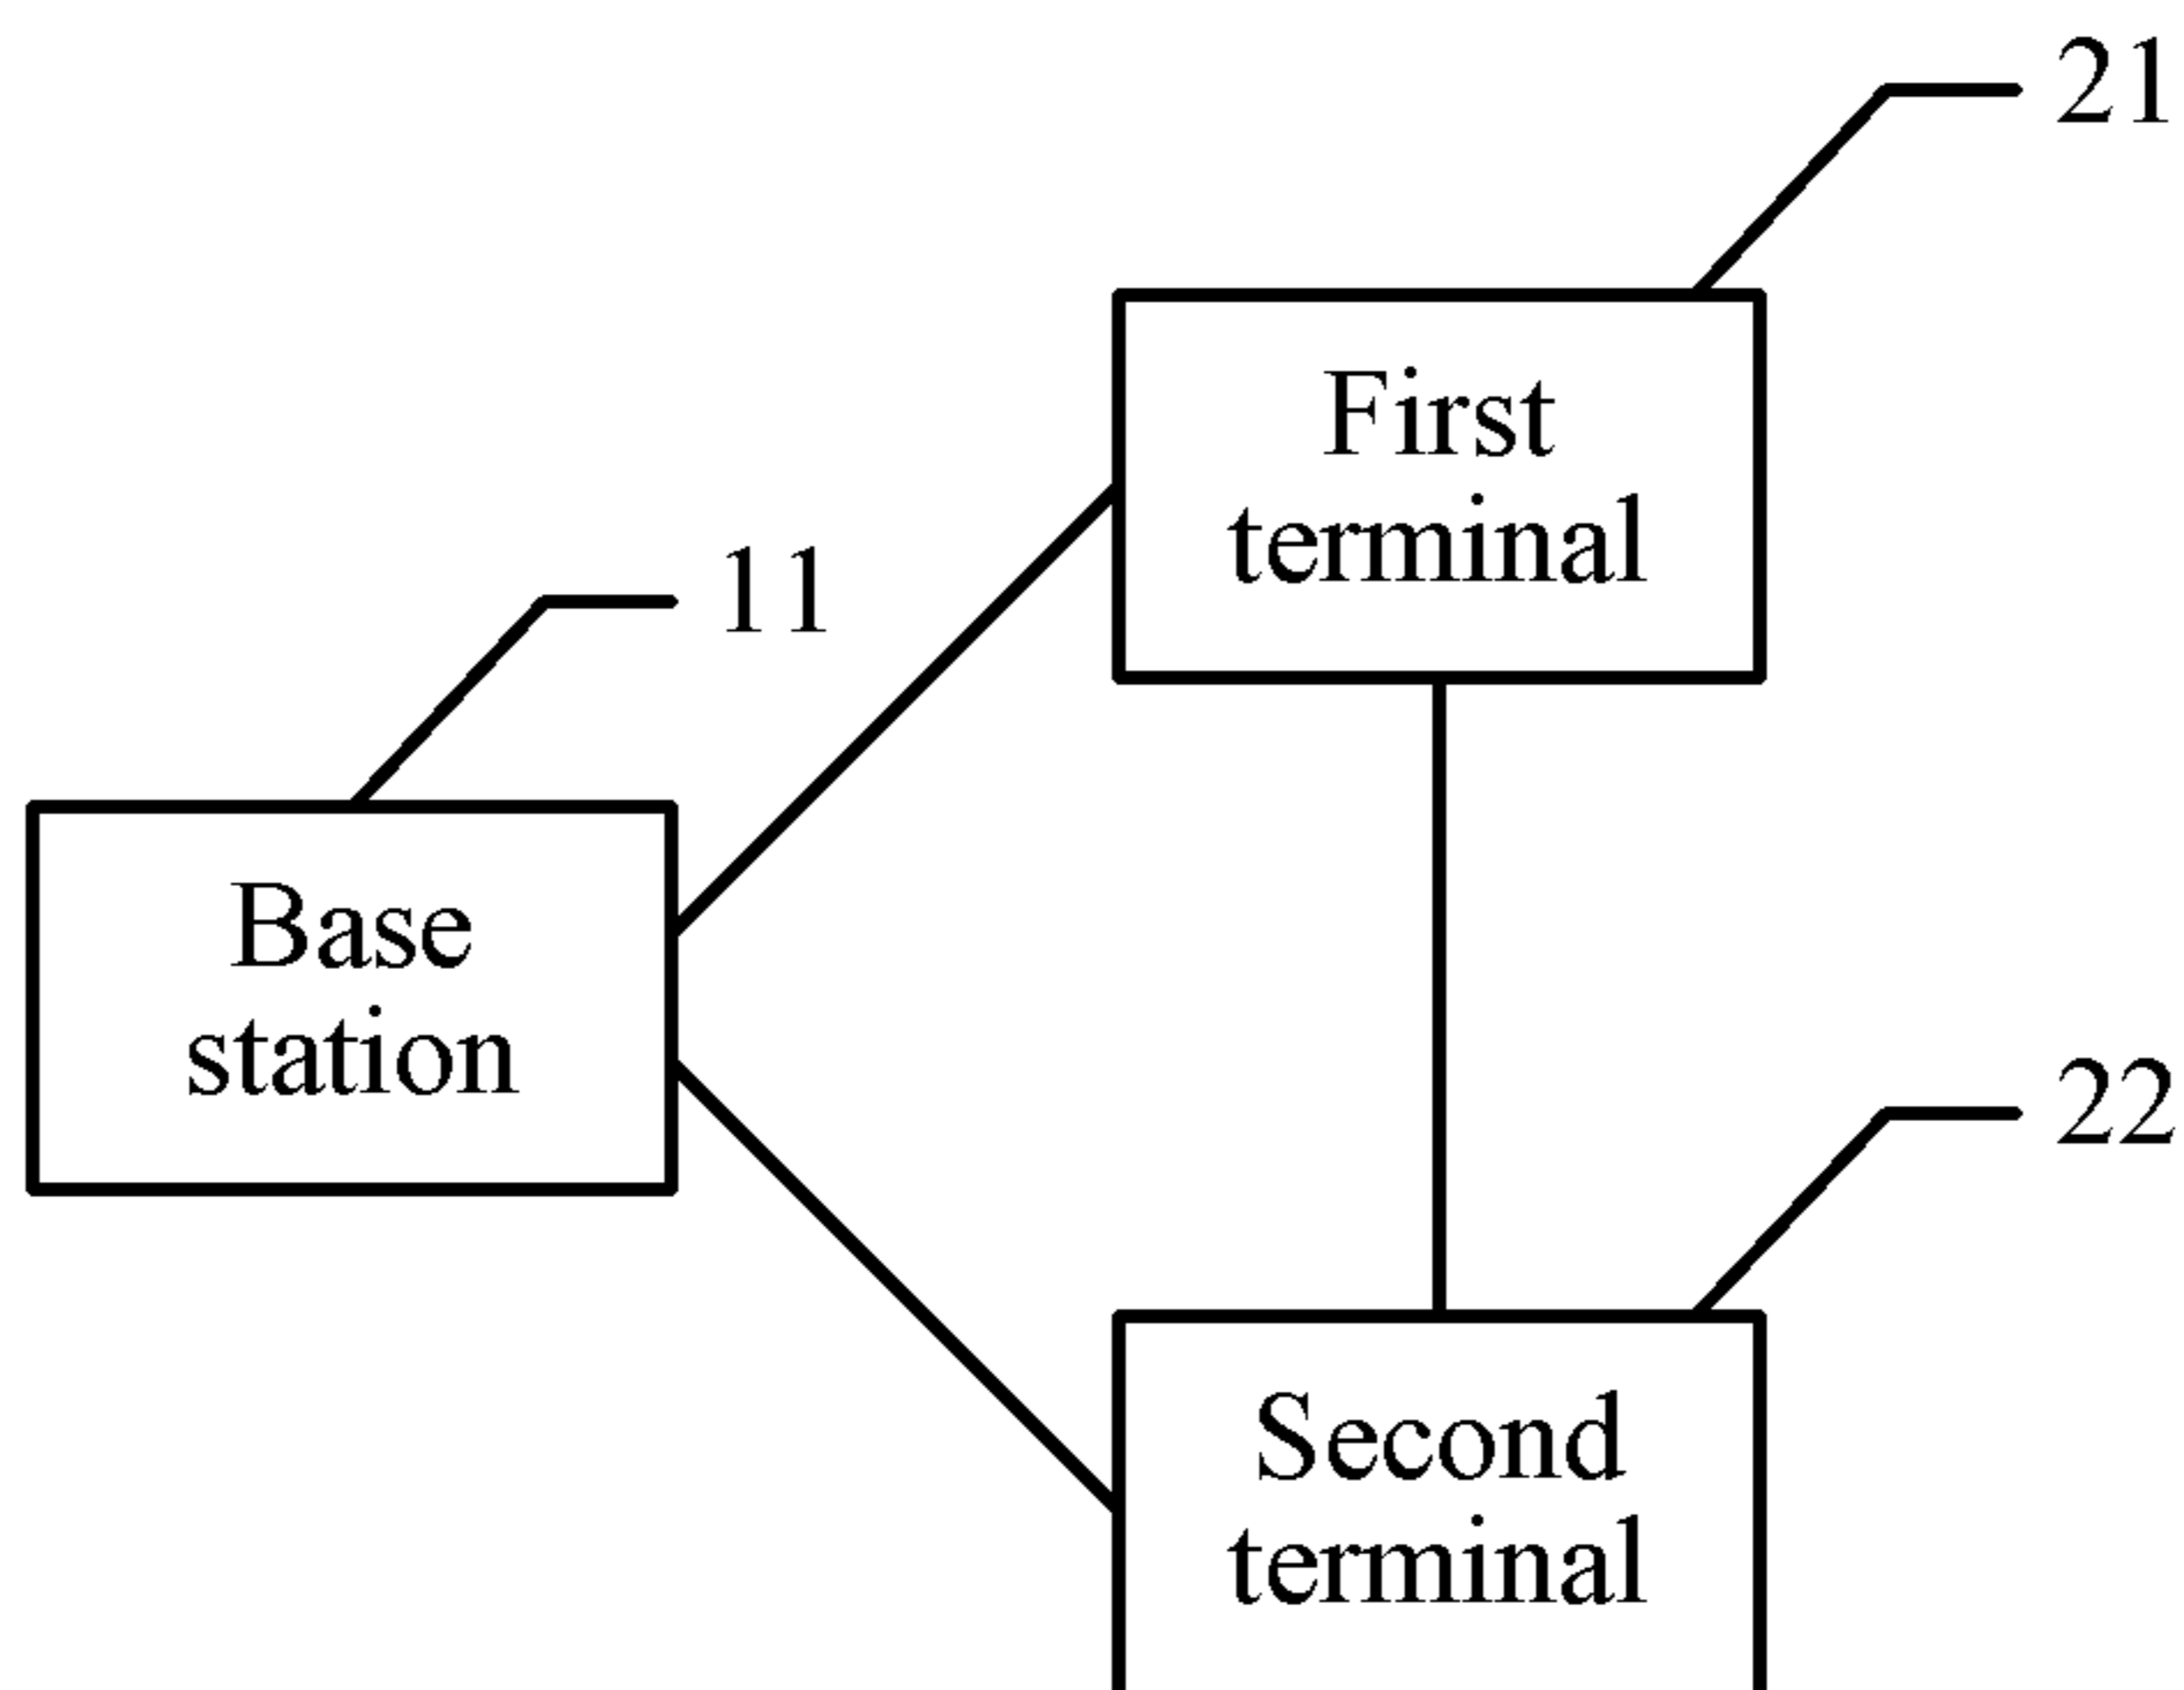 21
First
terminal
11
Base
station
22
Second
terminal